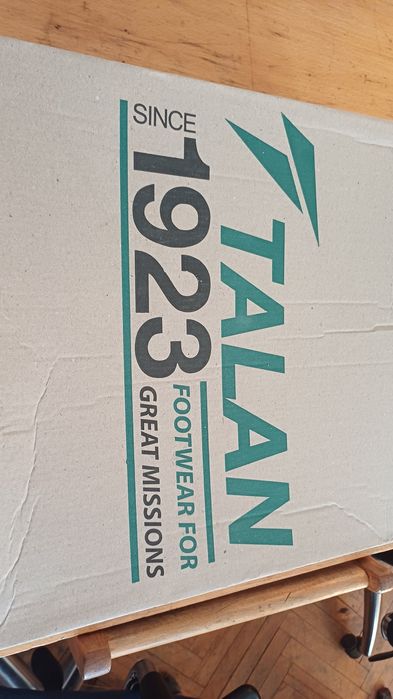 TALAN
SINCE
1923
FOOTWEAR FOR
GREAT MISSIONS